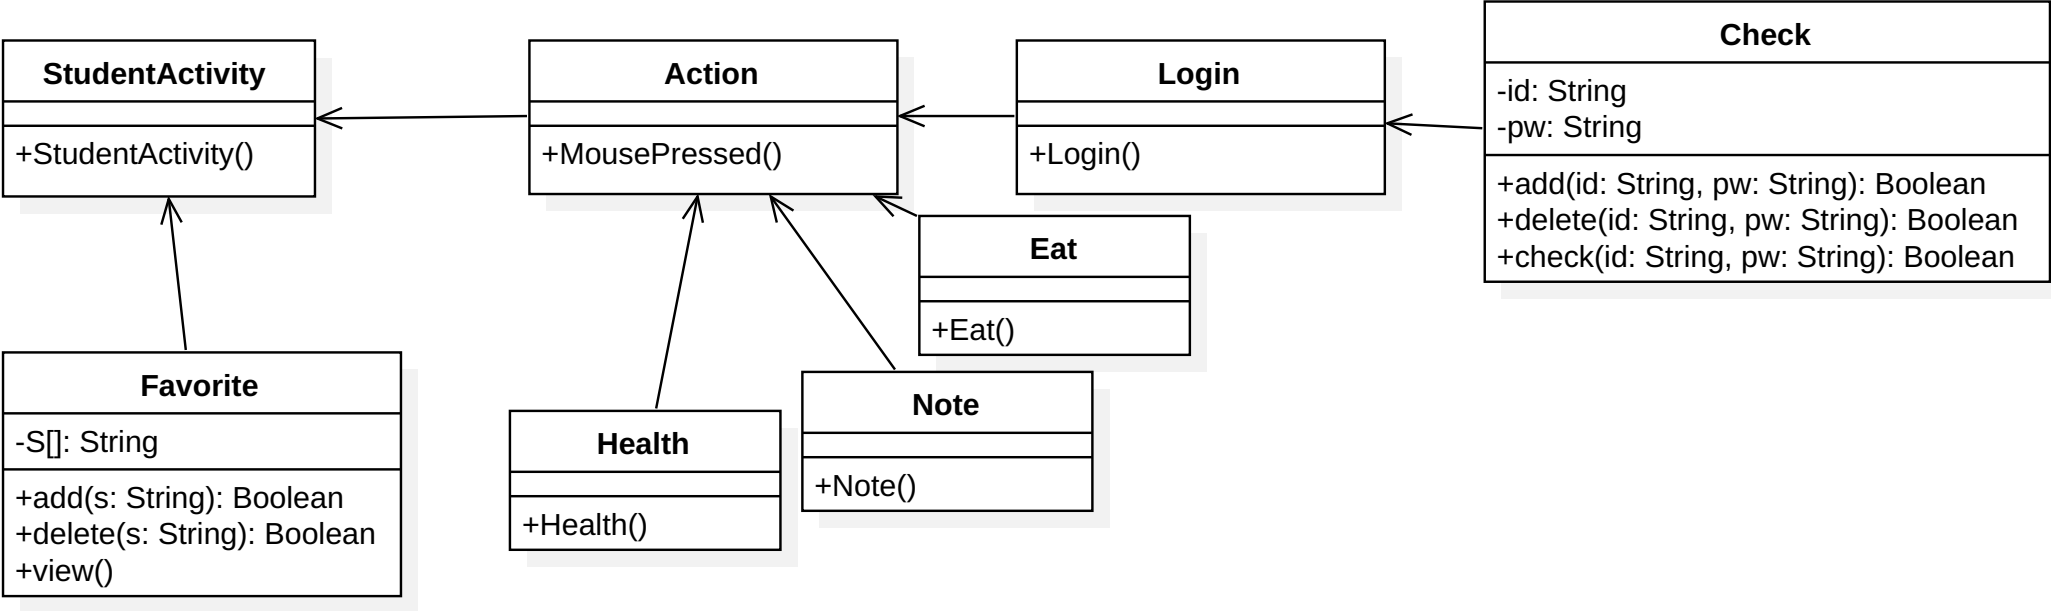 StudentActivity
+StudentActivity()
Action
+MousePressed()
Login
+Login()
Check
-id: String
-pw: String
+add(id: String, pw: String): Boolean
+delete(id: String, pw: String): Boolean
+check(id: String, pw: String): Boolean
Eat
+Eat()
Favorite
-S[]: String
+add(s: String): Boolean
+delete(s: String): Boolean
+view()
Health
+Health()
Note
+Note()